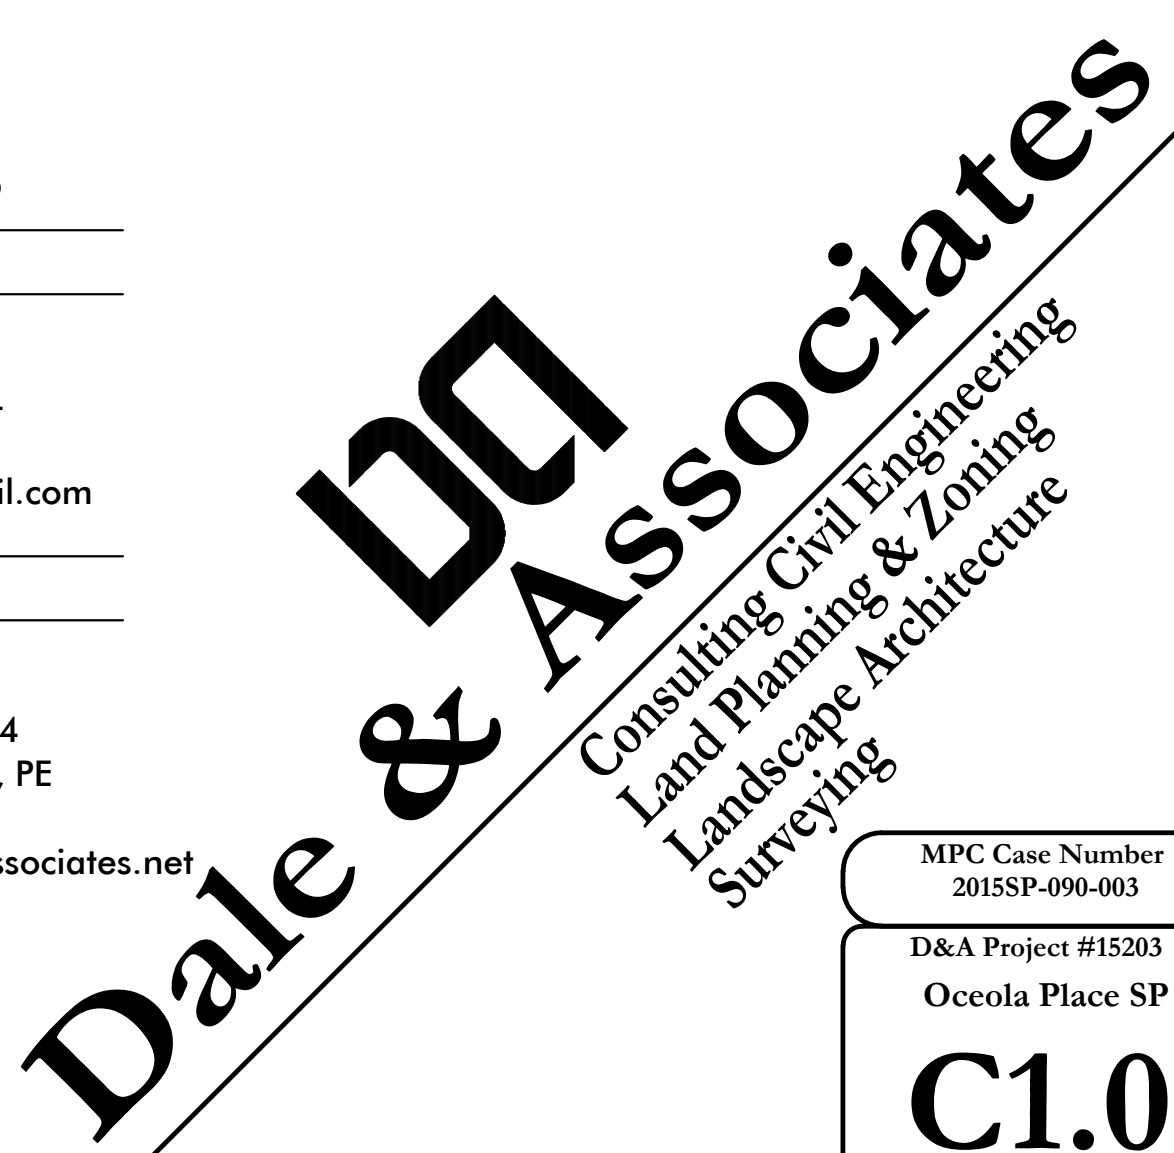 il.com
4
, PE
ssociates.net
Dale & Associates
Consulting Civil Engineering
Land Planning & Zoning
Landscape Architecture
Surveying
MPC Case Number
2015SP-090-003
D&A Project #15203
Oceola Place SP
C1.0